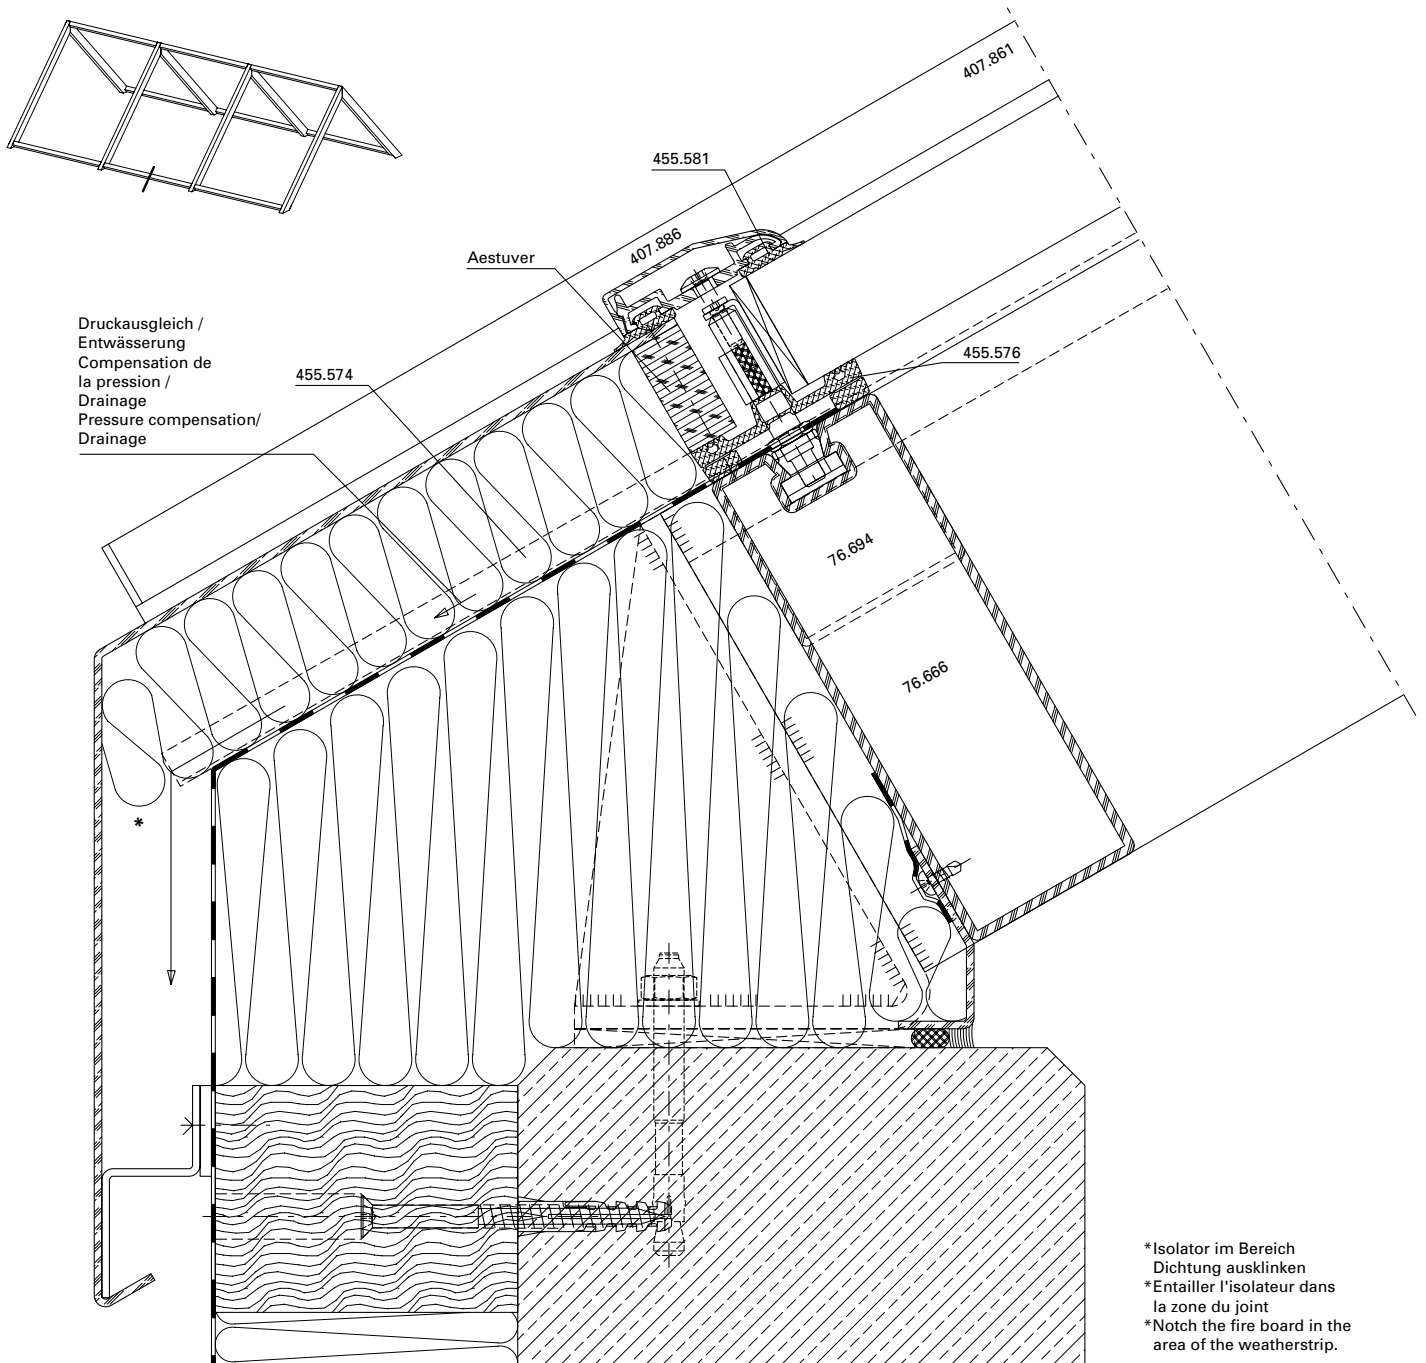 407.861
455.581
407.886
Aestuver
Druckausgleich /
Entwässerung
Compensation de
la pression /
Drainage
Pressure compensation/
Drainage
455.574
455.576
76.694
76.666
*
*Isolator im Bereich
Dichtung ausklinken
*Entailler l'isolateur dans
la zone du joint
*Notch the fire board in the
area of the weatherstrip.